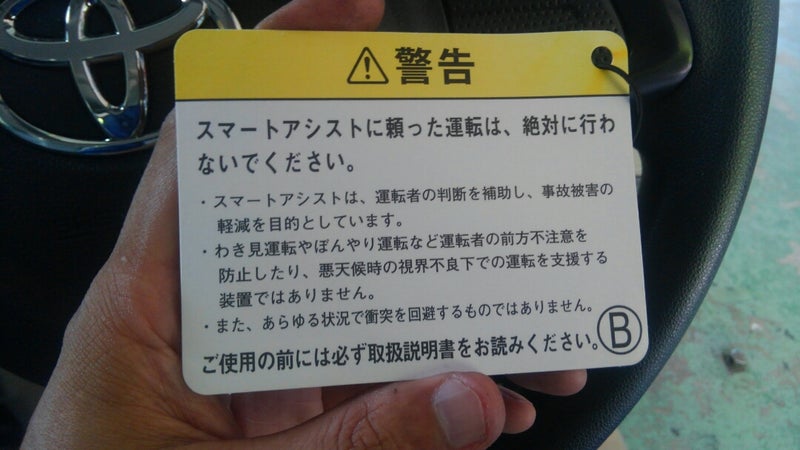 警告
スマートアシストに頼った運転は、絶対に行わ
ないでください。
・スマートアシストは、運転者の判断を補助し、事故被害の
軽減を目的としています。
・わき見運転やぼんやり運転など運転者の前方不注意を
防止したり、悪天候時の視界不良下での運転を支援する
装置ではありません。
・また、あらゆる状況で衝突を回避するものではありません。
ご使用の前には必ず取扱説明書をお読みください。
B